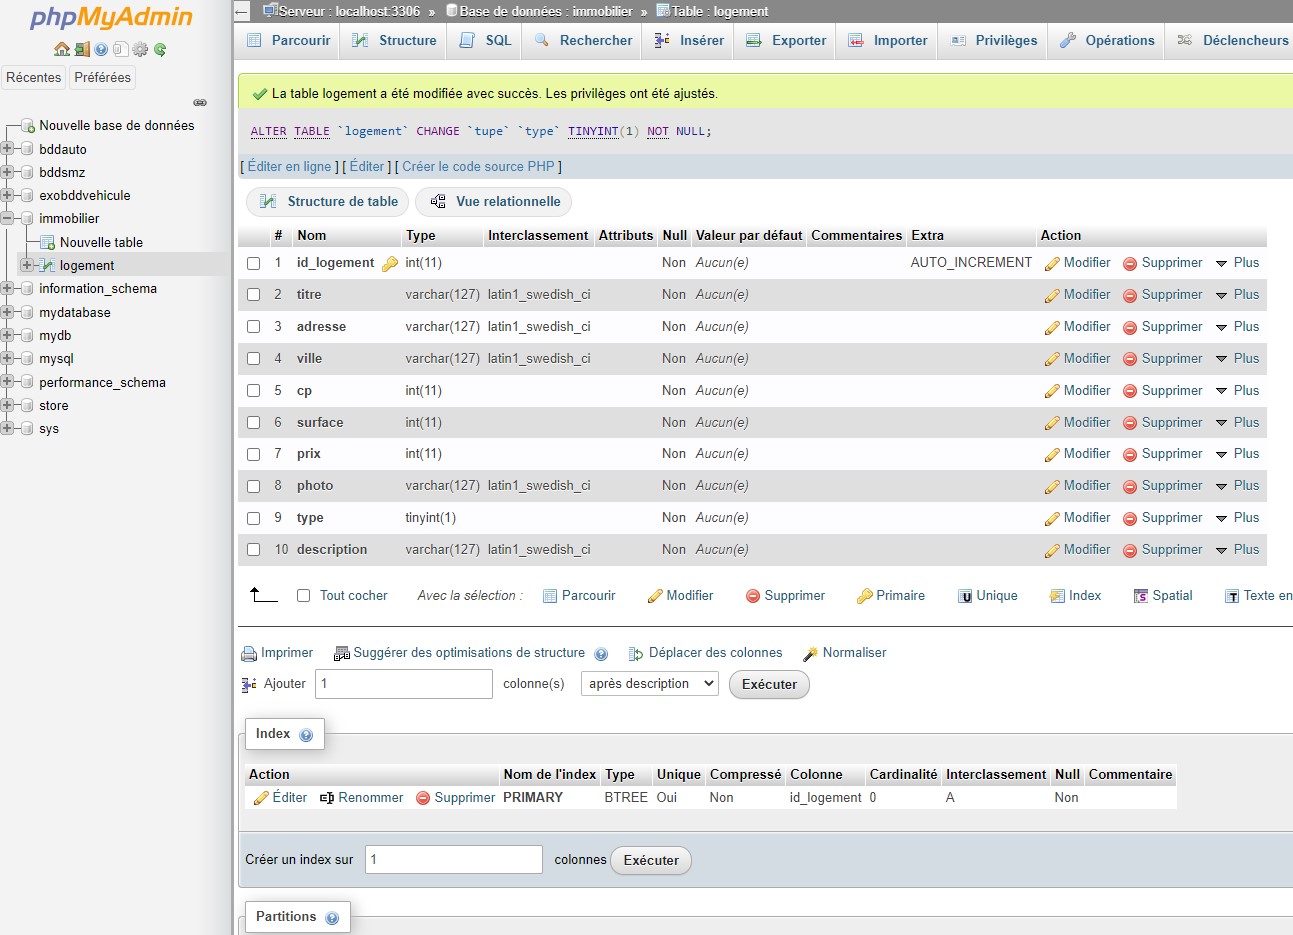 phpMyAdmin
Récentes Préférées
Nouvelle base de données
bddauto
bddsmz
exobddvehicule
immobilier
Nouvelle table
logement
information_schema
mydatabase
mydb
mysql
performance_schema
store
sys
Serveur : localhost:3306 » Base de données : immobilier » Table : logement
Parcourir Structure SQL Rechercher Insérer Exporter Importer Privilèges Opérations Déclencheurs
La table logement a été modifiée avec succès. Les privilèges ont été ajustés.
ALTER TABLE `logement` CHANGE `tupe` `type` TINYINT(1) NOT NULL;
[ Éditer en ligne ] [ Éditer ] [ Créer le code source PHP ]
Structure de table Vue relationnelle
# Nom Type Interclassement Attributs Null Valeur par défaut Commentaires Extra Action
1 id_logement int(11) Non Aucun(e) AUTO_INCREMENT Modifier Supprimer Plus
2 titre varchar(127) latin1_swedish_ci Non Aucun(e) Modifier Supprimer Plus
3 adresse varchar(127) latin1_swedish_ci Non Aucun(e) Modifier Supprimer Plus
4 ville varchar(127) latin1_swedish_ci Non Aucun(e) Modifier Supprimer Plus
5 cp int(11) Non Aucun(e) Modifier Supprimer Plus
6 surface int(11) Non Aucun(e) Modifier Supprimer Plus
7 prix int(11) Non Aucun(e) Modifier Supprimer Plus
8 photo varchar(127) latin1_swedish_ci Non Aucun(e) Modifier Supprimer Plus
9 type tinyint(1) Non Aucun(e) Modifier Supprimer Plus
10 description varchar(127) latin1_swedish_ci Non Aucun(e) Modifier Supprimer Plus
Tout cocher Avec la sélection : Parcourir Modifier Supprimer Primaire Unique Index Spatial Texte en
Imprimer Suggérer des optimisations de structure Déplacer des colonnes Normaliser
Ajouter 1 colonne(s) après description Exécuter
Index
Action Nom de l'index Type Unique Compressé Colonne Cardinalité Interclassement Null Commentaire
Éditer Renommer Supprimer PRIMARY BTREE Oui Non id_logement 0 A Non
Créer un index sur 1 colonnes Exécuter
Partitions